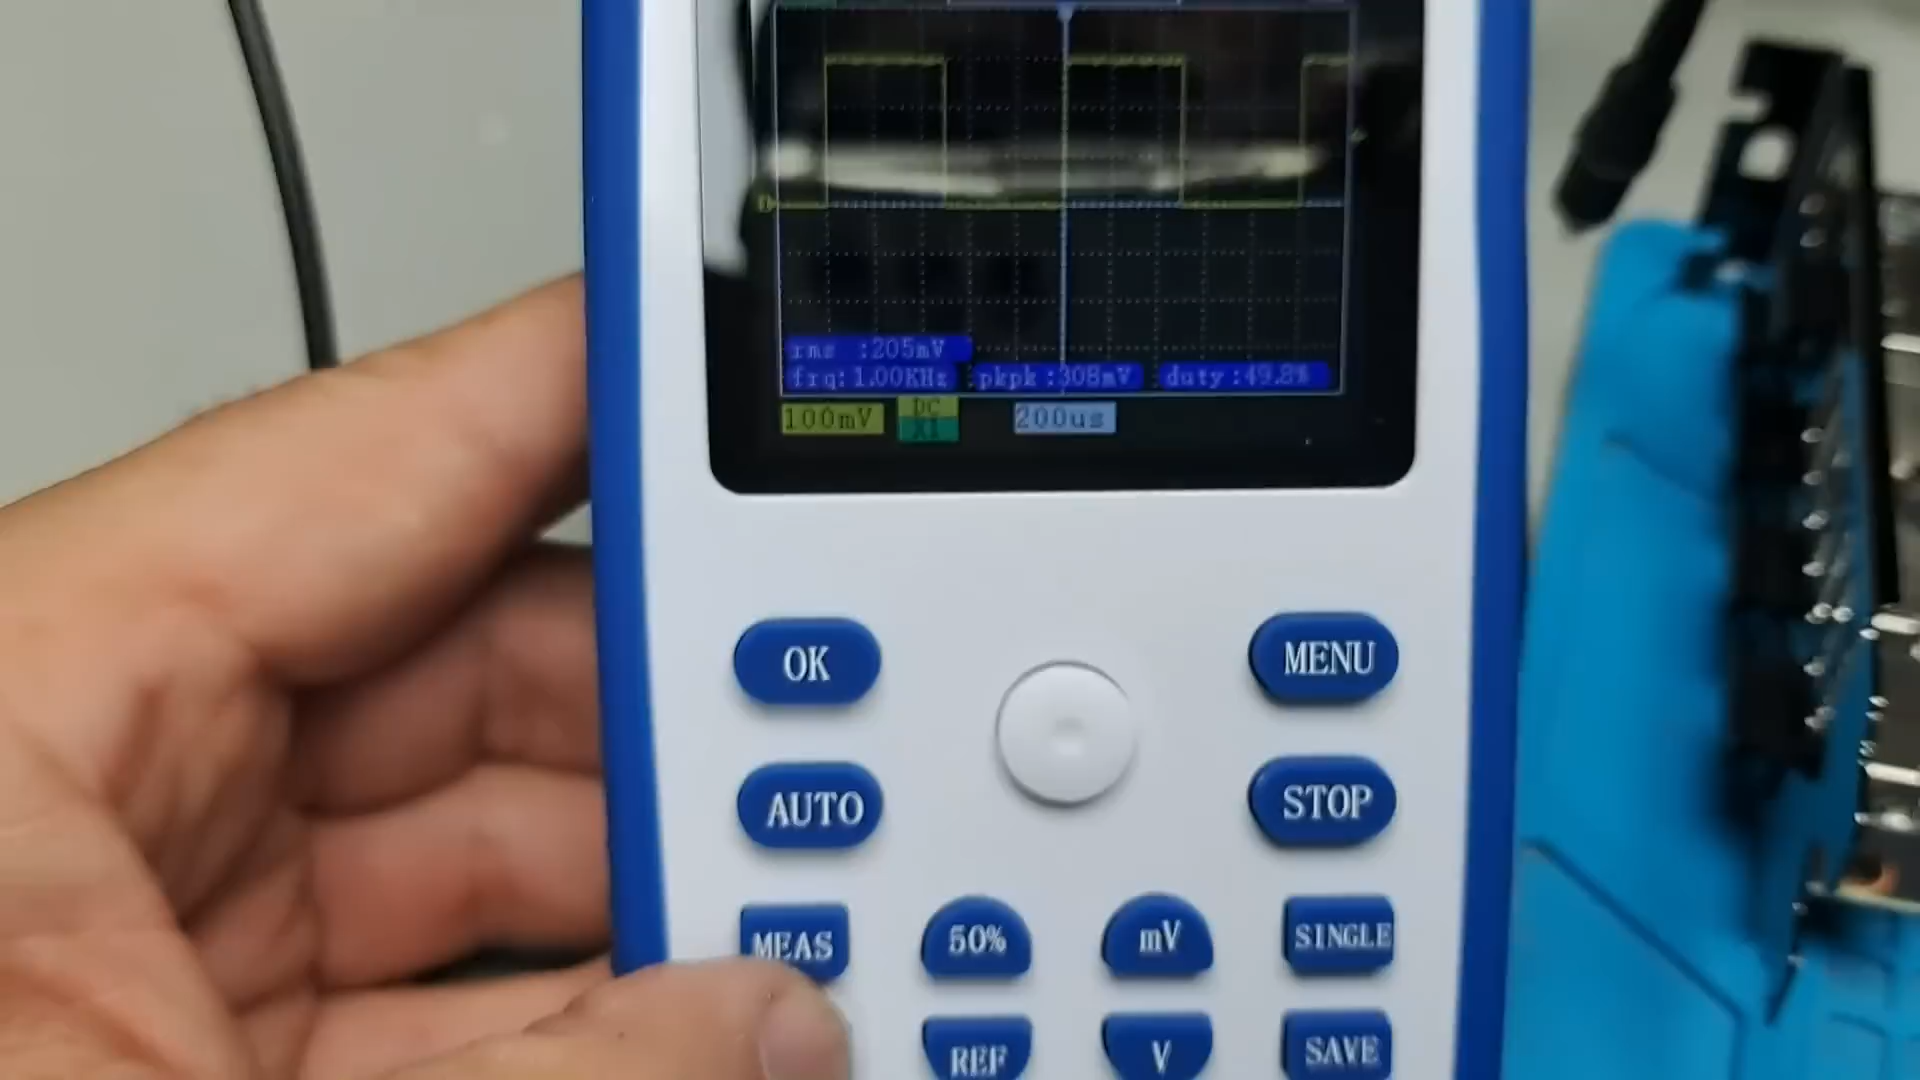 rms :205mV
frq:1.00KHz pkpk:308mV duty:49.8%
100mV DC X1 200us
OK MENU
AUTO STOP
MEAS 50% mV SINGLE
REF V SAVE